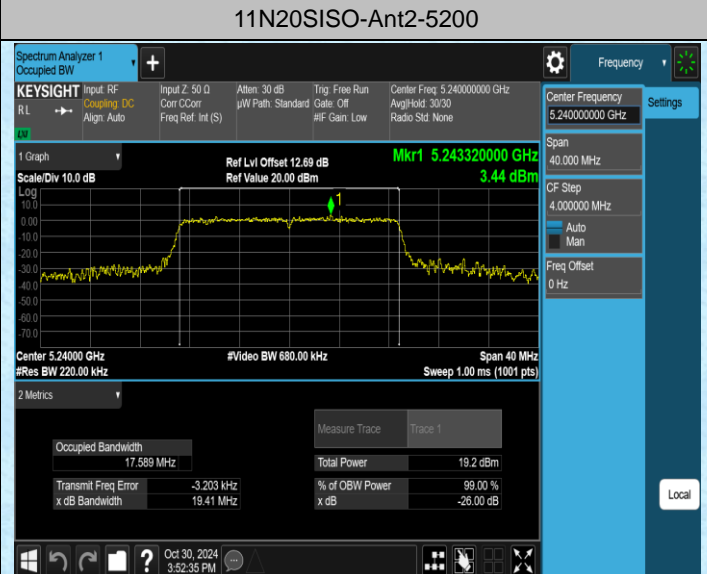 11N20SISO-Ant2-5200
Spectrum Analyzer 1
Occupied BW
+
Frequency
KEYSIGHT
RL
LXI
Input: RF
Coupling: DC
Align: Auto
Input Z: 50 Ω
Corr CCorr
Freq Ref: Int (S)
Atten: 30 dB
µW Path: Standard
Trig: Free Run
Gate: Off
#IF Gain: Low
Center Freq: 5.240000000 GHz
Avg|Hold: 30/30
Radio Std: None
Center Frequency
5.240000000 GHz
Settings
Span
40.000 MHz
CF Step
4.000000 MHz
Auto
Man
Freq Offset
0 Hz
1 Graph
Scale/Div 10.0 dB
Ref Lvl Offset 12.69 dB
Ref Value 20.00 dBm
Mkr1 5.243320000 GHz
3.44 dBm
Log
10.0
0.00
-10.0
-20.0
-30.0
-40.0
-50.0
-60.0
-70.0
1
Center 5.24000 GHz
#Res BW 220.00 kHz
#Video BW 680.00 kHz
Span 40 MHz
Sweep 1.00 ms (1001 pts)
2 Metrics
Measure Trace
Trace 1
Occupied Bandwidth
17.589 MHz
Total Power 19.2 dBm
Transmit Freq Error -3.203 kHz
% of OBW Power 99.00 %
x dB Bandwidth 19.41 MHz
x dB -26.00 dB
Local
?
Oct 30, 2024
3:52:35 PM